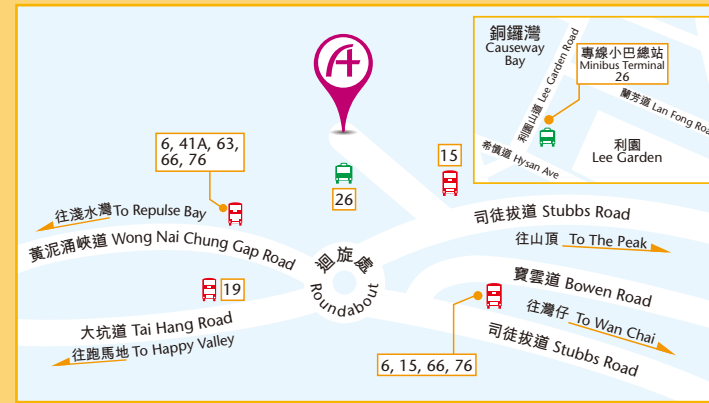 銅鑼灣
Causeway
Bay
專線小巴總站
Minibus Terminal
26
利園山道 Lee Garden Road
蘭芳道 Lan Fong Roa
利園
Lee Garden
希慎道 Hysan Ave
6, 41A, 63,
66, 76
15
26
往淺水灣 To Repulse Bay
黃泥涌峽道 Wong Nai Chung Gap Road
司徒拔道 Stubbs Road
往山頂 To The Peak
迴旋處
Roundabout
寶雲道 Bowen Road
19
大坑道 Tai Hang Road
往跑馬地 To Happy Valley
往灣仔 To Wan Chai
司徒拔道 Stubbs Road
6, 15, 66, 76